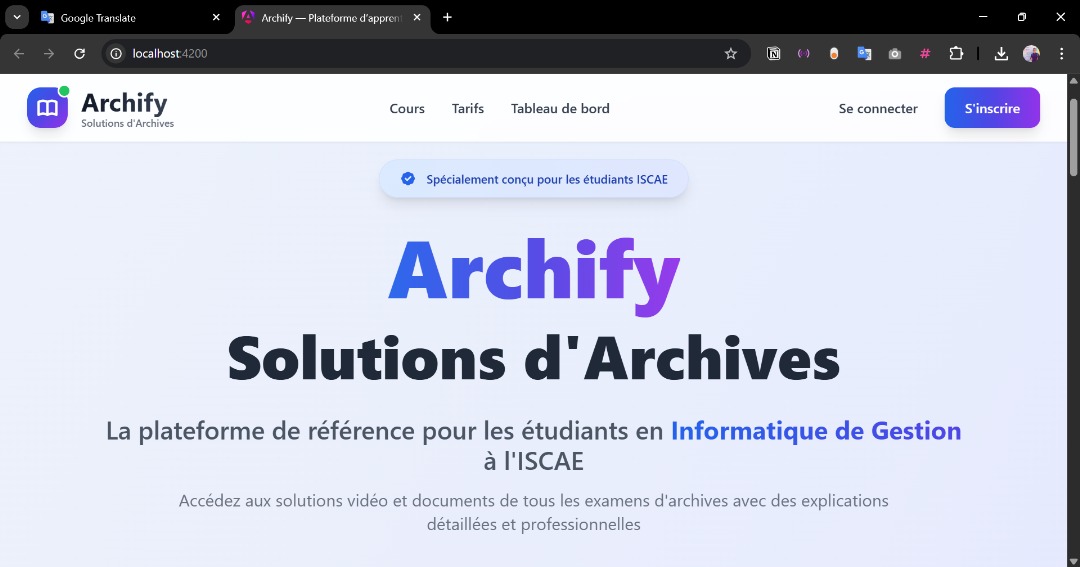 Google Translate
Archify — Plateforme d'apprent
localhost:4200
Archify
Solutions d'Archives
Cours
Tarifs
Tableau de bord
Se connecter
S'inscrire
Spécialement conçu pour les étudiants ISCAE
Archify
Solutions d'Archives
La plateforme de référence pour les étudiants en Informatique de Gestion
à l'ISCAE
Accédez aux solutions vidéo et documents de tous les examens d'archives avec des explications
détaillées et professionnelles